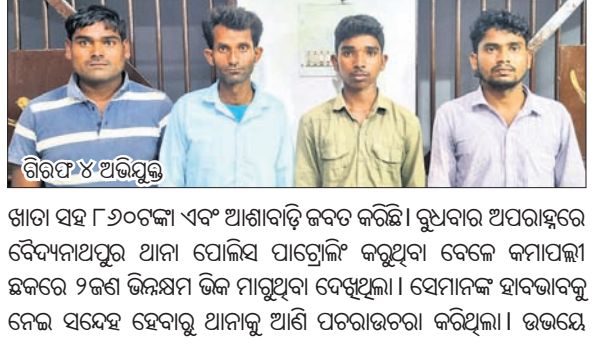 ଗିରଫ ୪ ଅଭିଯୁକ୍ତ
ଖାତା ସହ ୮୬୦ଟଙ୍କା ଏବଂ ଆଶାବାଡ଼ି ଜବତ କରିଛି। ବୁଧବାର ଅପରାହ୍ନରେ
ବୈଦ୍ୟନାଥପୁର ଥାନା ପୋଲିସ ପାଟ୍ରୋଲିଂ କରୁଥିବା ବେଳେ କମାପଲ୍ଲୀ
ଛକରେ ୨ଜଣ ଭିନ୍ନକ୍ଷମ ଭିକ ମାଗୁଥିବା ଦେଖିଥିଲା। ସେମାନଙ୍କ ହାବଭାବକୁ
ନେଇ ସନ୍ଦେହ ହେବାରୁ ଥାନାକୁ ଆଣି ପଚରାଉଚରା କରିଥିଲା। ଉଭୟେ